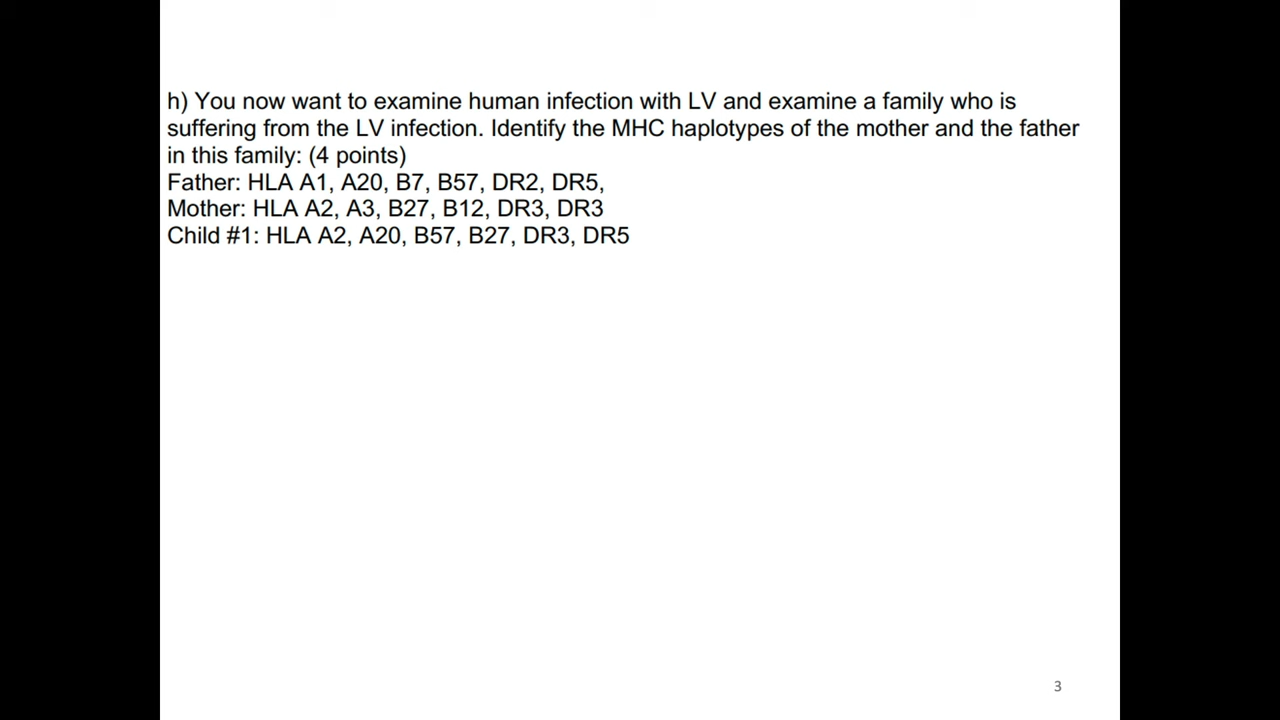 h) You now want to examine human infection with LV and examine a family who is
suffering from the LV infection. Identify the MHC haplotypes of the mother and the father
in this family: (4 points)
Father: HLA A1, A20, B7, B57, DR2, DR5,
Mother: HLA A2, A3, B27, B12, DR3, DR3
Child #1: HLA A2, A20, B57, B27, DR3, DR5
3